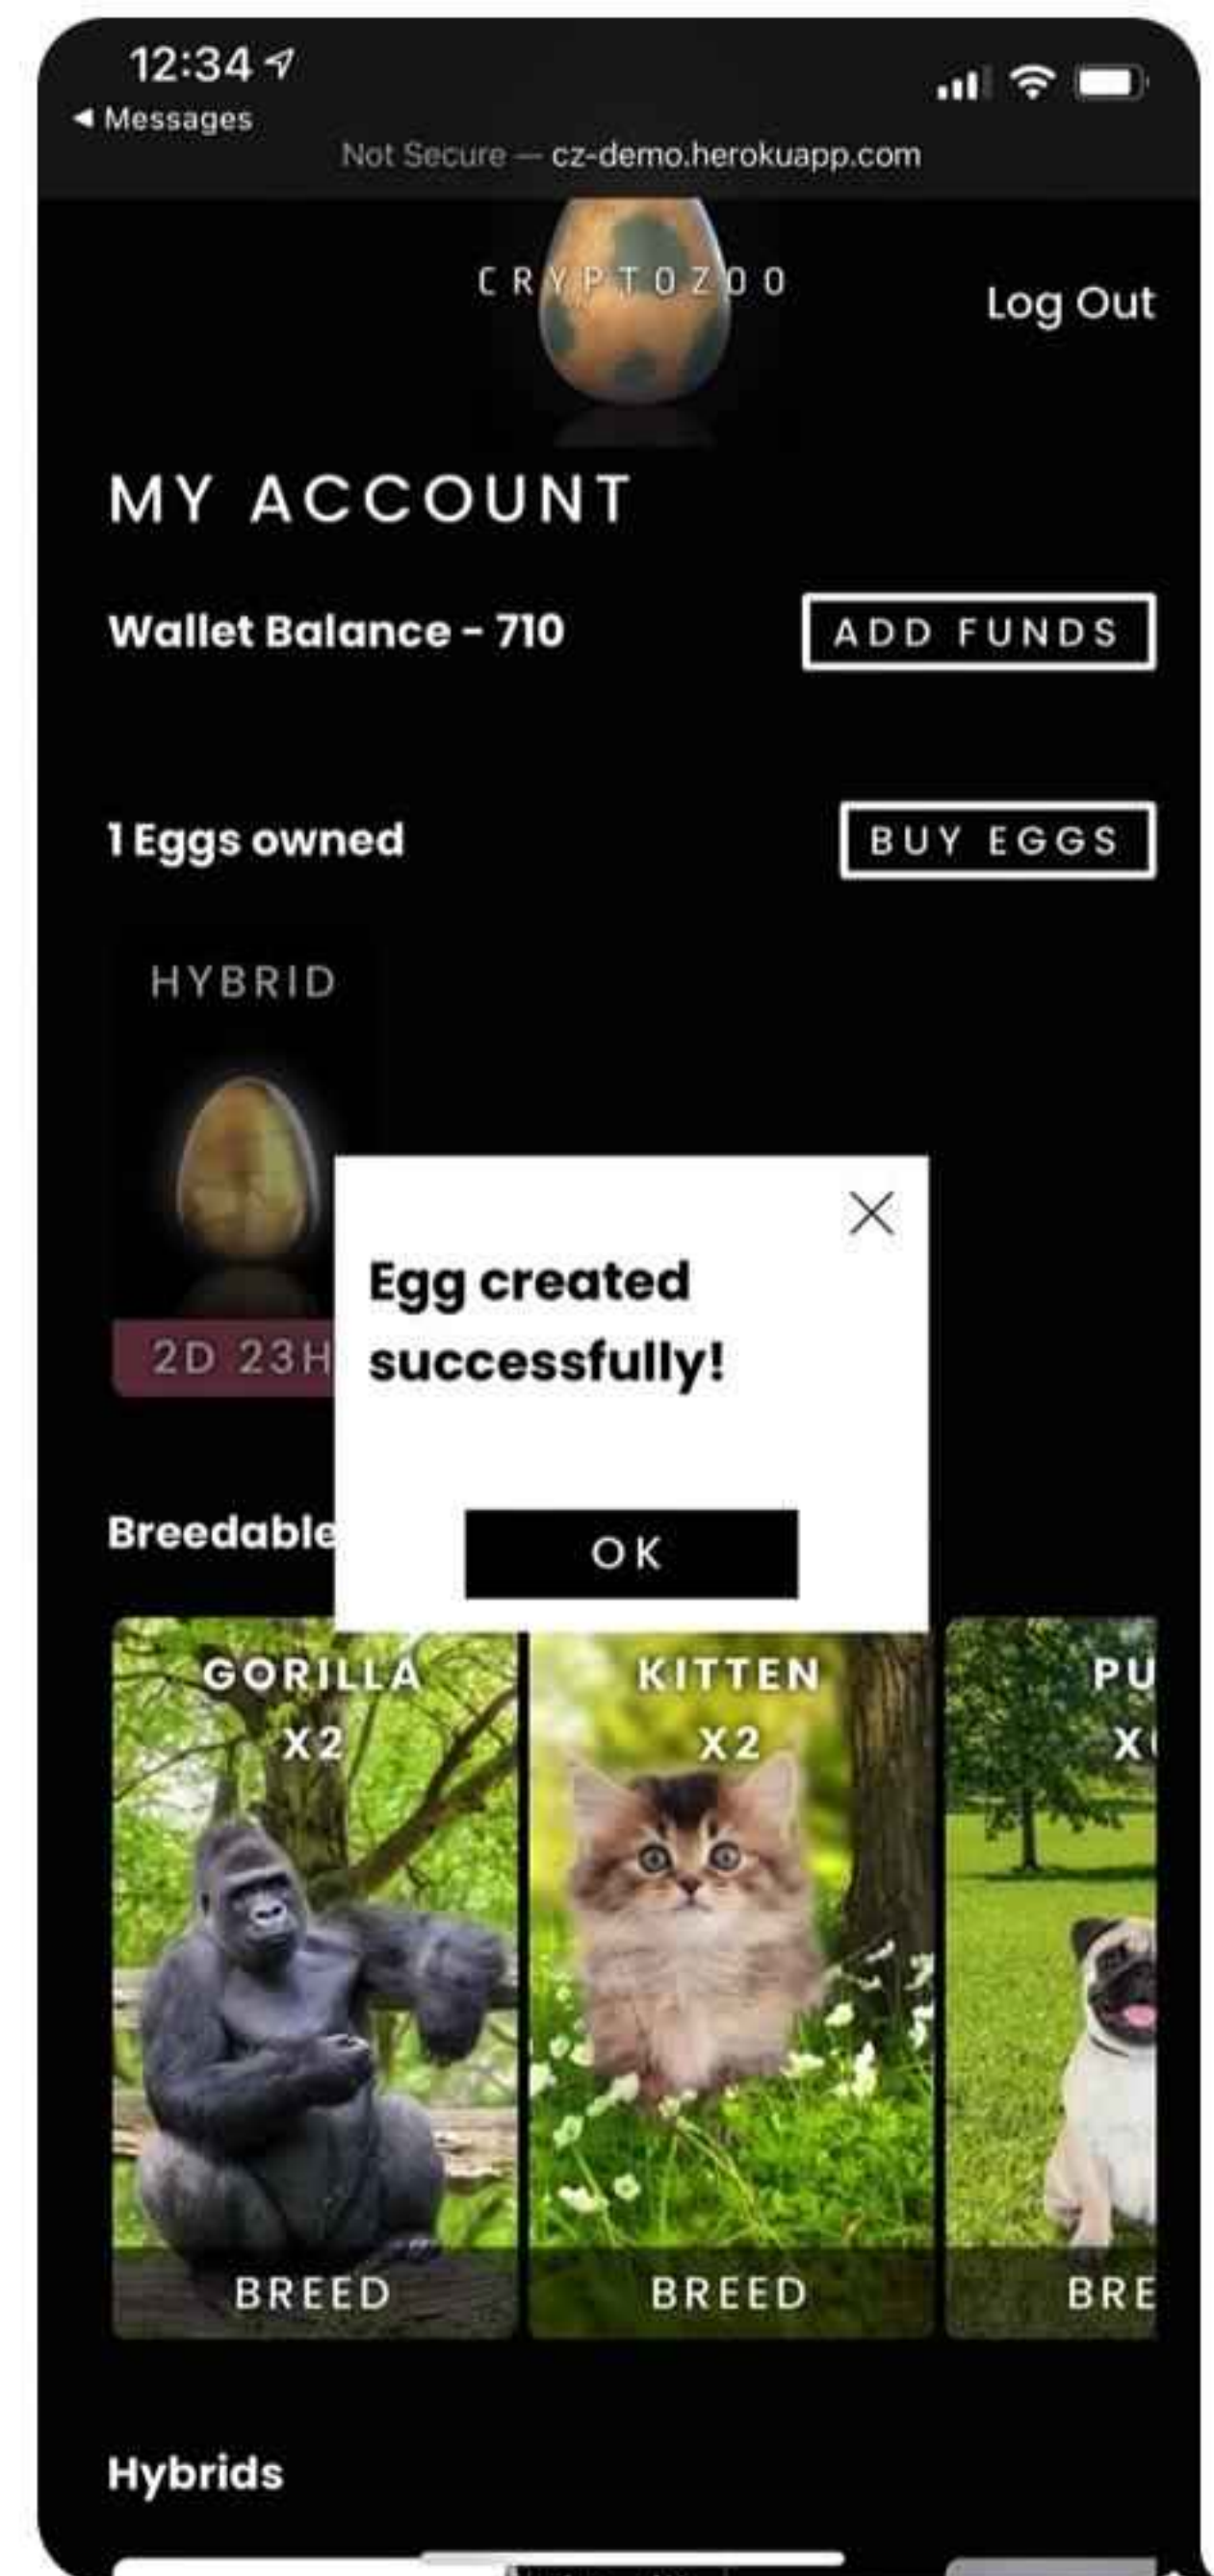 12:34
Messages
Not Secure — cz-demo.herokuapp.com
CRYPTOZOO
Log Out
MY ACCOUNT
Wallet Balance - 710
ADD FUNDS
1 Eggs owned
BUY EGGS
HYBRID
2D 23H
Egg created
successfully!
OK
Breedable
GORILLA
X2
KITTEN
X2
PU
X
BREED
BREED
BRE
Hybrids